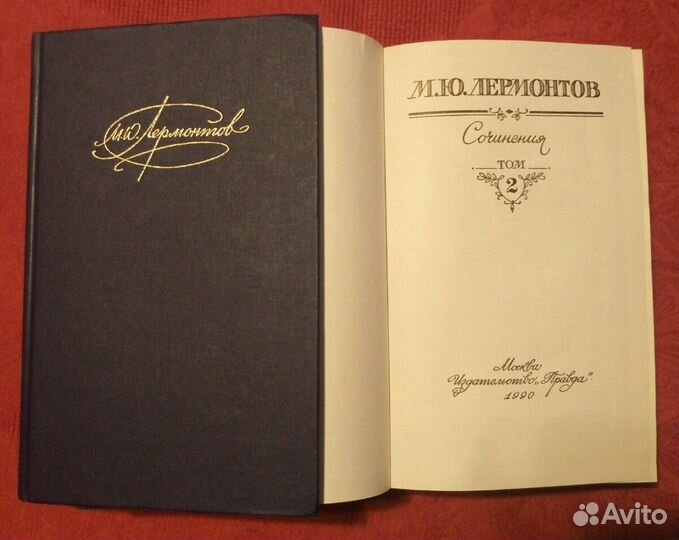 М.Ю. Лермонтов
М.Ю. ЛЕРМОНТОВ
Сочинения
ТОМ
2
Москва
Издательство „Правда"
1990
Avito